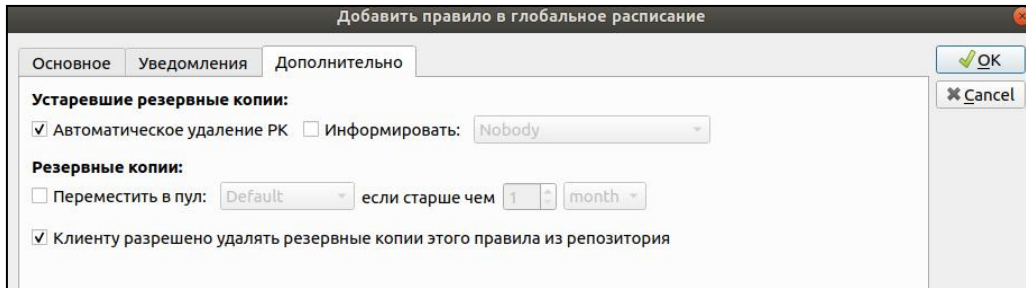 Добавить правило в глобальное расписание
Основное Уведомления Дополнительно
OK
Cancel
Устаревшие резервные копии:
Автоматическое удаление РК Информировать: Nobody
Резервные копии:
Переместить в пул: Default если старше чем 1 month
Клиенту разрешено удалять резервные копии этого правила из репозитория